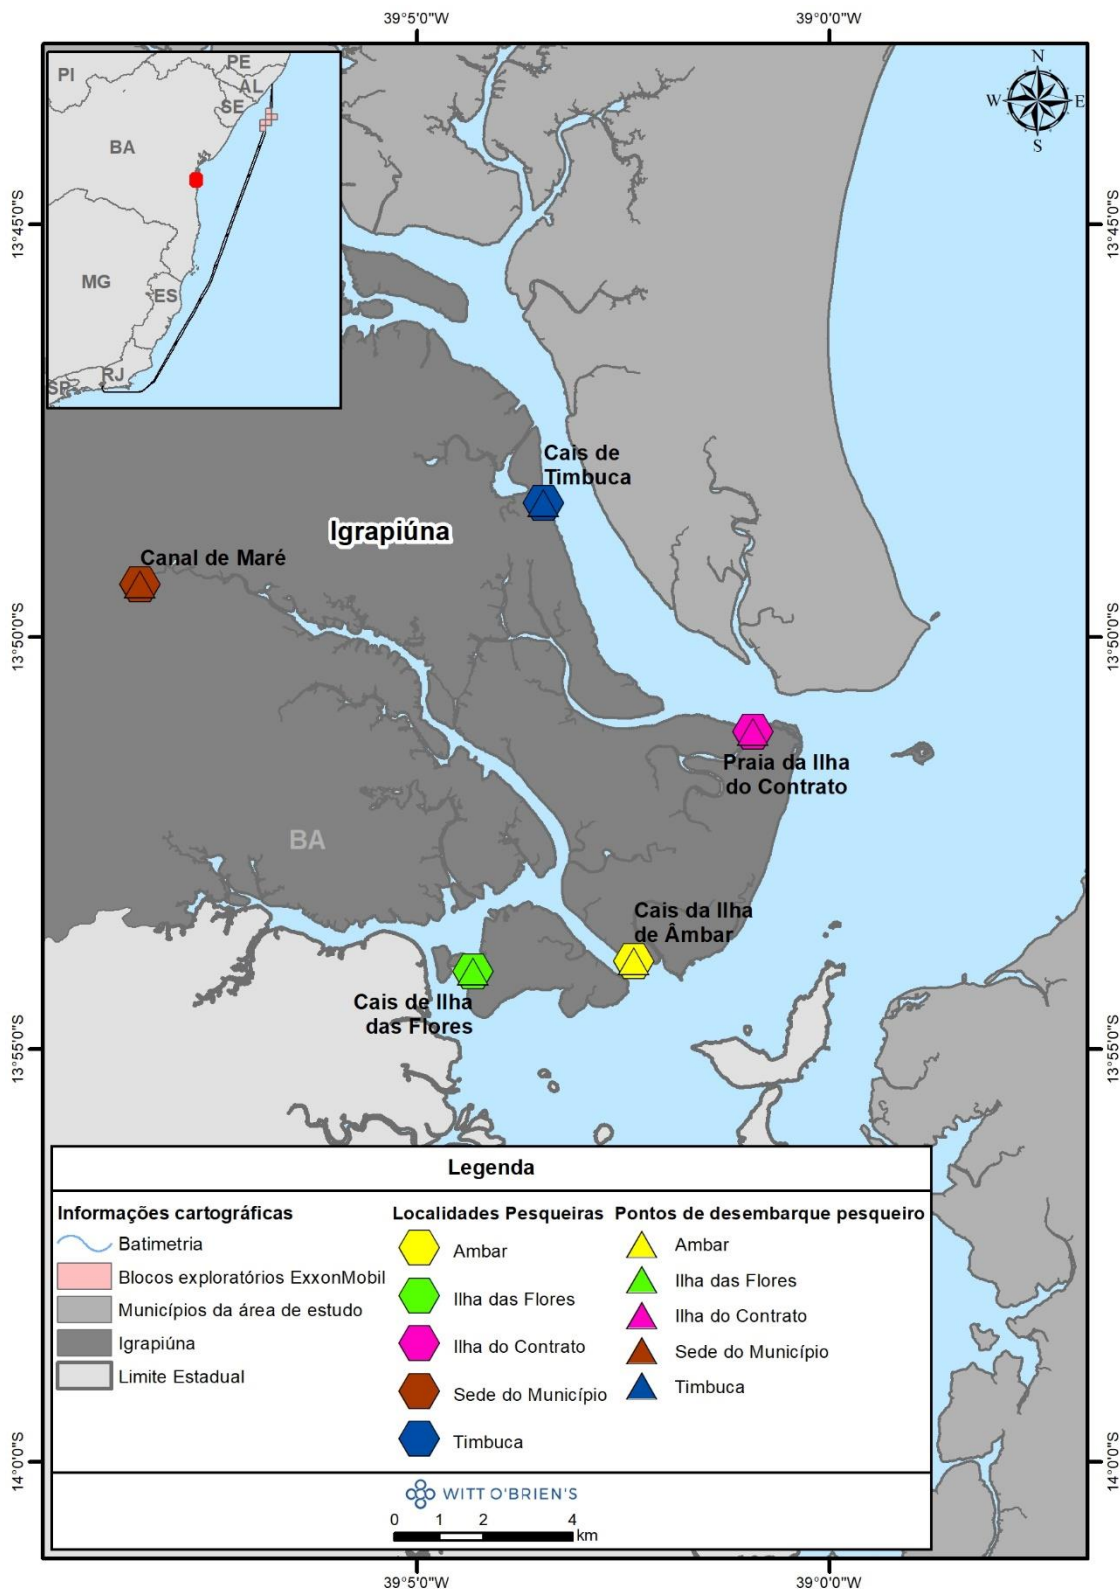 39°5'0"W
39°0'0"W
PI
PE
AL
SE
BA
MG
ES
RJ
SP
N
W
E
S
13°45'0"S
13°45'0"S
Cais de
Timbuca
Igrapiúna
Canal de Maré
13°50'0"S
13°50'0"S
Praia da Ilha
do Contrato
BA
Cais da Ilha
de Âmbar
Cais de Ilha
das Flores
13°55'0"S
13°55'0"S
Legenda
Informações cartográficas
Batimetria
Blocos exploratórios ExxonMobil
Municípios da área de estudo
Igrapiúna
Limite Estadual
Localidades Pesqueiras
Ambar
Ilha das Flores
Ilha do Contrato
Sede do Município
Timbuca
Pontos de desembarque pesqueiro
Ambar
Ilha das Flores
Ilha do Contrato
Sede do Município
Timbuca
14°0'0"S
14°0'0"S
WITT O'BRIEN'S
0 1 2 4
km
39°5'0"W
39°0'0"W